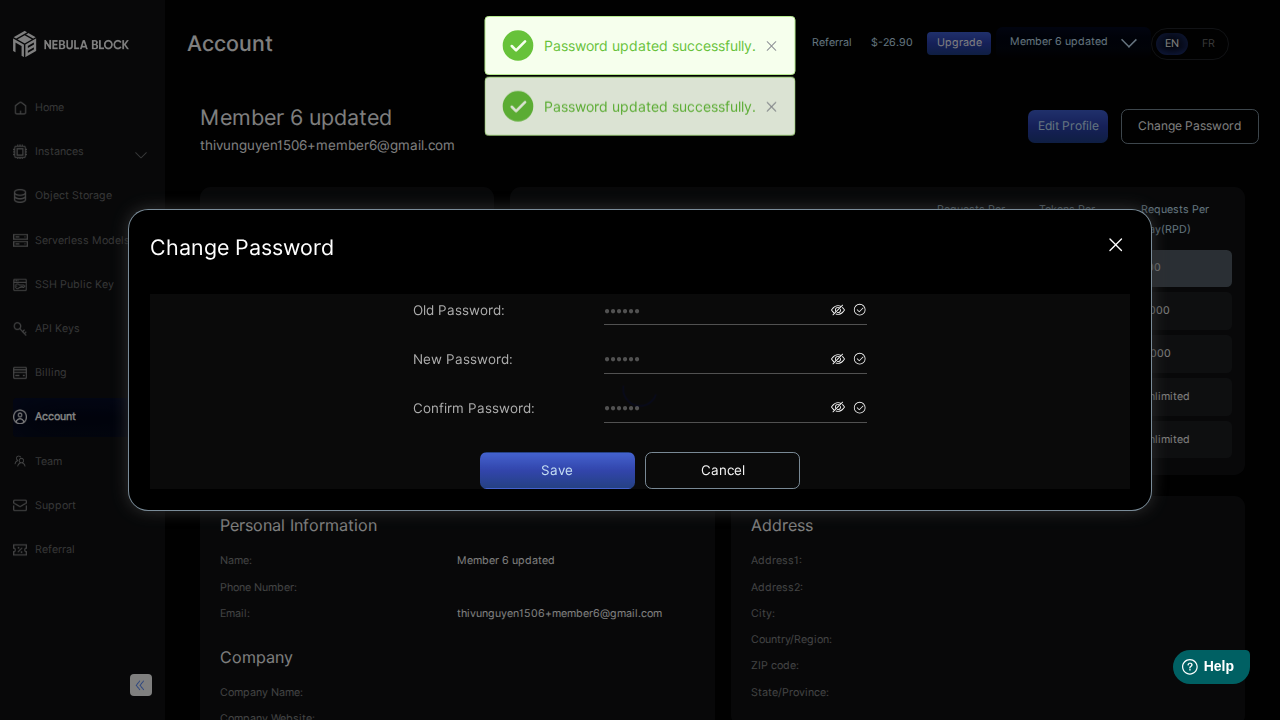 NEBULA BLOCK
Account
Password updated successfully.
Password updated successfully.
Referral
$-26.90
Upgrade
Member 6 updated
EN
FR
Home
Instances
Object Storage
Serverless Models
SSH Public Key
API Keys
Billing
Account
Team
Support
Referral
Member 6 updated
thivunguyen1506+member6@gmail.com
Edit Profile
Change Password
Requests Per
Tokens Per
Requests Per
ay(RPD)
Change Password
Old Password:
••••••
New Password:
••••••
Confirm Password:
••••••
Save
Cancel
nlimited
nlimited
Personal Information
Name:
Member 6 updated
Phone Number:
Email:
thivunguyen1506+member6@gmail.com
Company
Company Name:
Company Website:
Address
Address1:
Address2:
City:
Country/Region:
ZIP code:
State/Province:
Help